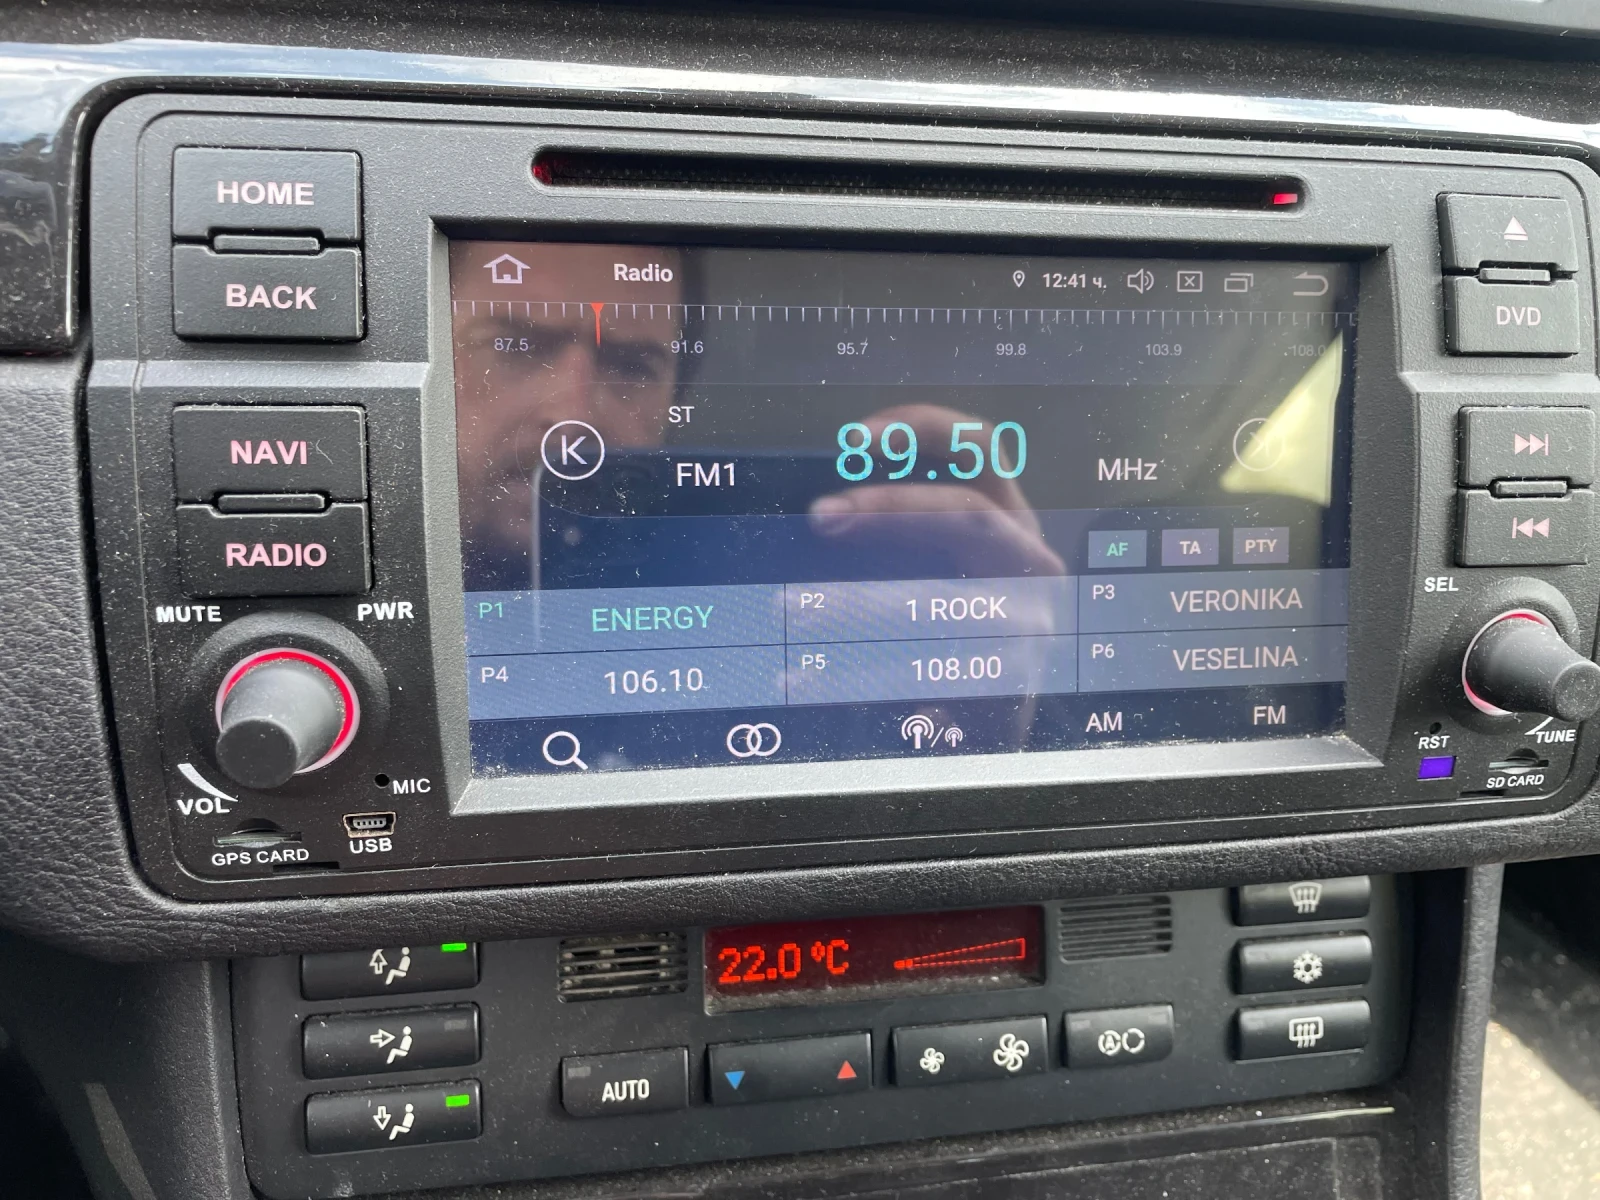 HOME
BACK
NAVI
RADIO
MUTE
PWR
VOL
MIC
GPS CARD
USB
Radio
12:41 ч.
87.5 91.6 95.7 99.8 103.9 108.0
ST
FM1
89.50
MHz
AF TA PTY
P1 ENERGY
P2 1 ROCK
P3 VERONIKA
P4 106.10
P5 108.00
P6 VESELINA
AM
FM
DVD
SEL
TUNE
RST
SD CARD
22.0 °C
AUTO
A